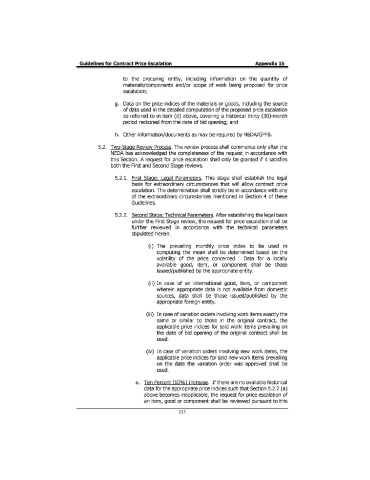 Guidelines for Contract Price Escalation Appendix 15
to the procuring entity, including information on the quantity of
materials/components and/or scope of work being proposed for price
escalation;
g. Data on the price indices of the materials or goods, including the source
of data used in the detailed computation of the proposed price escalation
as referred to in item (d) above, covering a historical thirty (30)-month
period reckoned from the date of bid opening; and
h. Other information/documents as may be required by NEDA/GPPB.
5.2. Two-Stage Review Process. The review process shall commence only after the
NEDA has acknowledged the completeness of the request in accordance with
this Section. A request for price escalation shall only be granted if it satisfies
both the First and Second Stage reviews.
5.2.1. First Stage: Legal Parameters. This stage shall establish the legal
basis for extraordinary circumstances that will allow contract price
escalation. The determination shall strictly be in accordance with any
of the extraordinary circumstances mentioned in Section 4 of these
Guidelines.
5.2.2. Second Stage: Technical Parameters. After establishing the legal basis
under the First Stage review, the request for price escalation shall be
further reviewed in accordance with the technical parameters
stipulated herein.
(i) The prevailing monthly price index to be used in
computing the mean shall be determined based on the
volatility of the price concerned. Data for a locally
available good, item, or component shall be those
issued/published by the appropriate entity.
(ii) In case of an international good, item, or component
wherein appropriate data is not available from domestic
sources, data shall be those issued/published by the
appropriate foreign entity.
(iii) In case of variation orders involving work items exactly the
same or similar to those in the original contract, the
applicable price indices for said work items prevailing on
the date of bid opening of the original contract shall be
used.
(iv) In case of variation orders involving new work items, the
applicable price indices for said new work items prevailing
on the date the variation order was approved shall be
used.
a. Ten Percent (10%) Increase. If there are no available historical
data for the appropriate price indices such that Section 5.2.2 (a)
above becomes inapplicable, the request for price escalation of
an item, good or component shall be reviewed pursuant to this